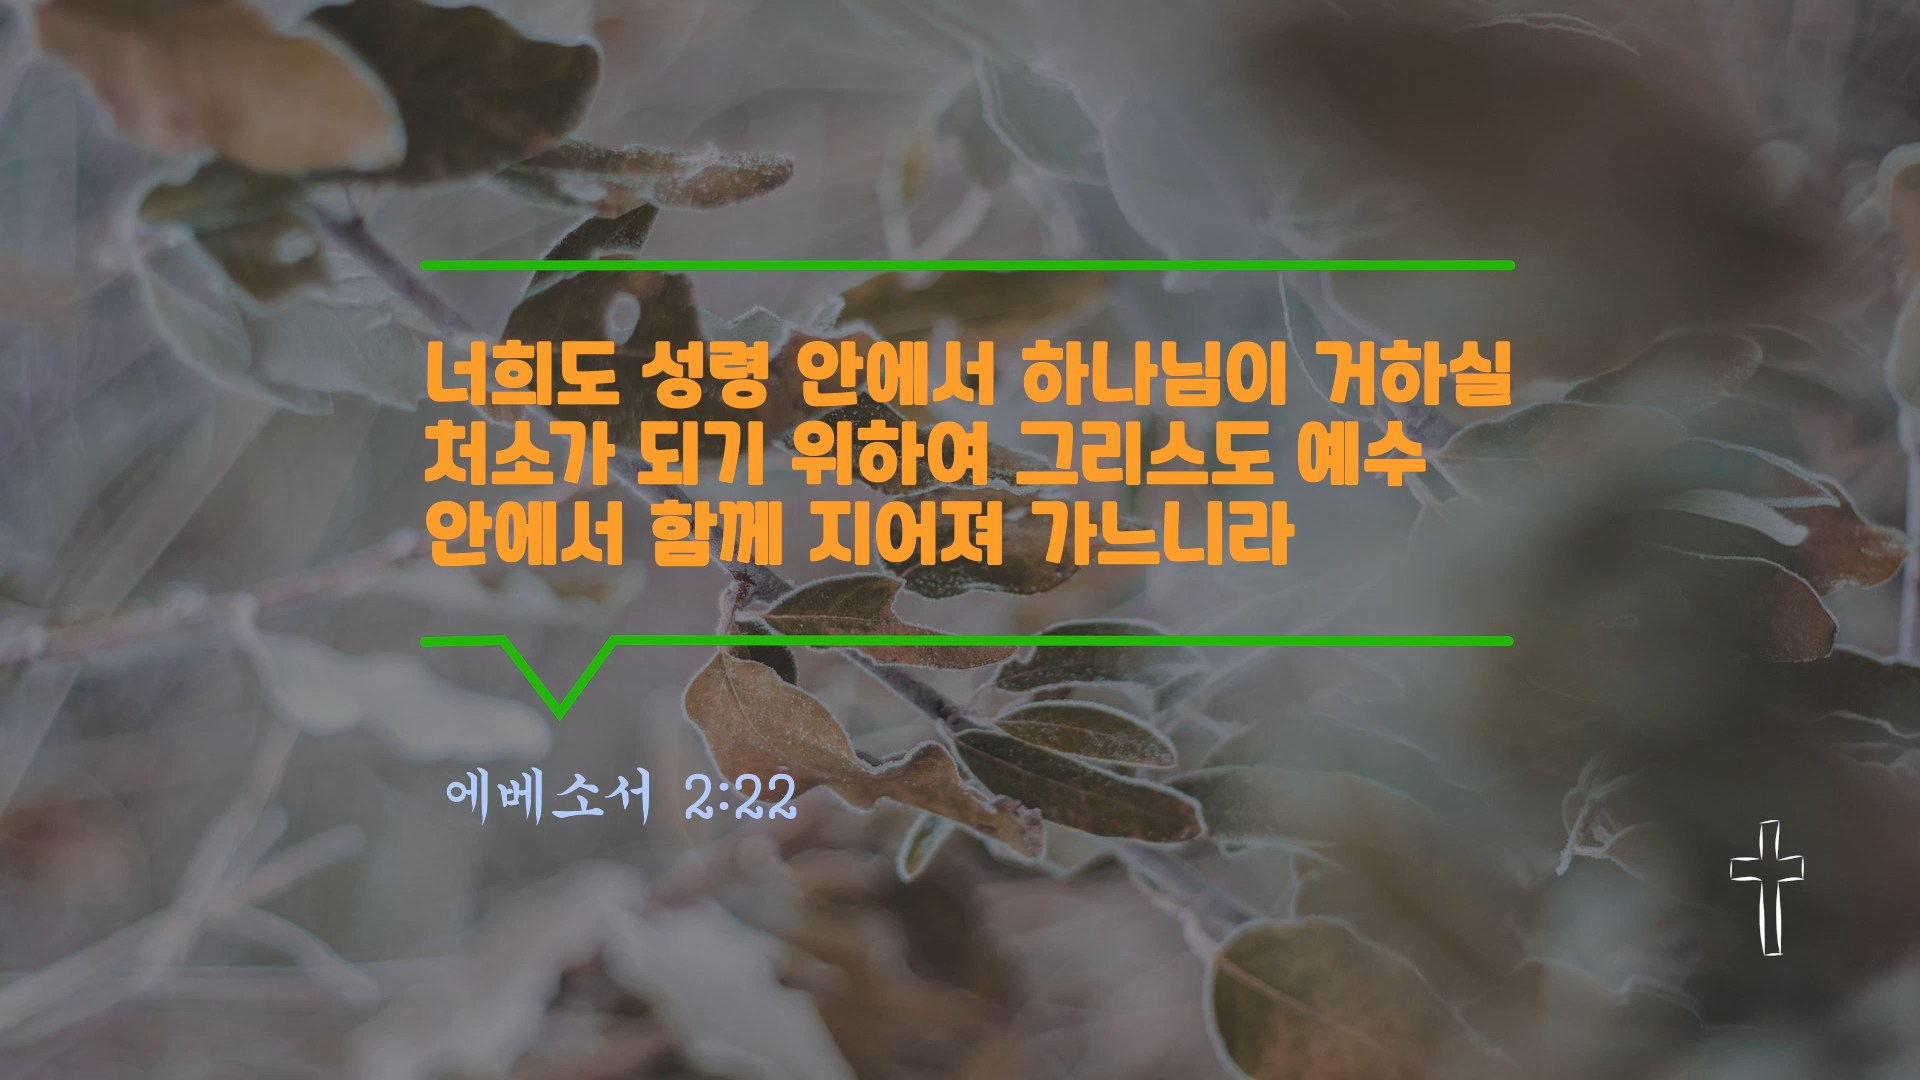 너희도 성령 안에서 하나님이 거하실
처소가 되기 위하여 그리스도 예수
안에서 함께 지어져 가느니라
에베소서 2:22